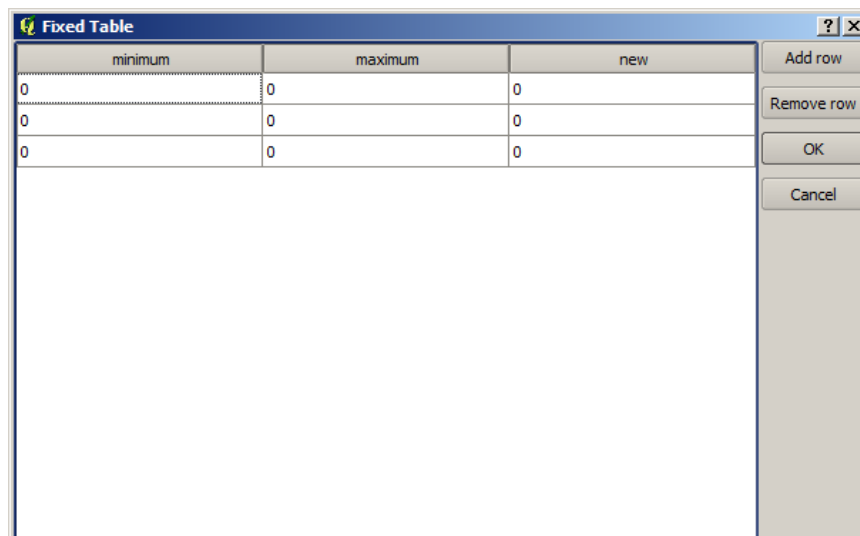 Fixed Table ? X
minimum maximum new Add row
0 0 0
Remove row
0 0 0
0 0 0 OK
Cancel